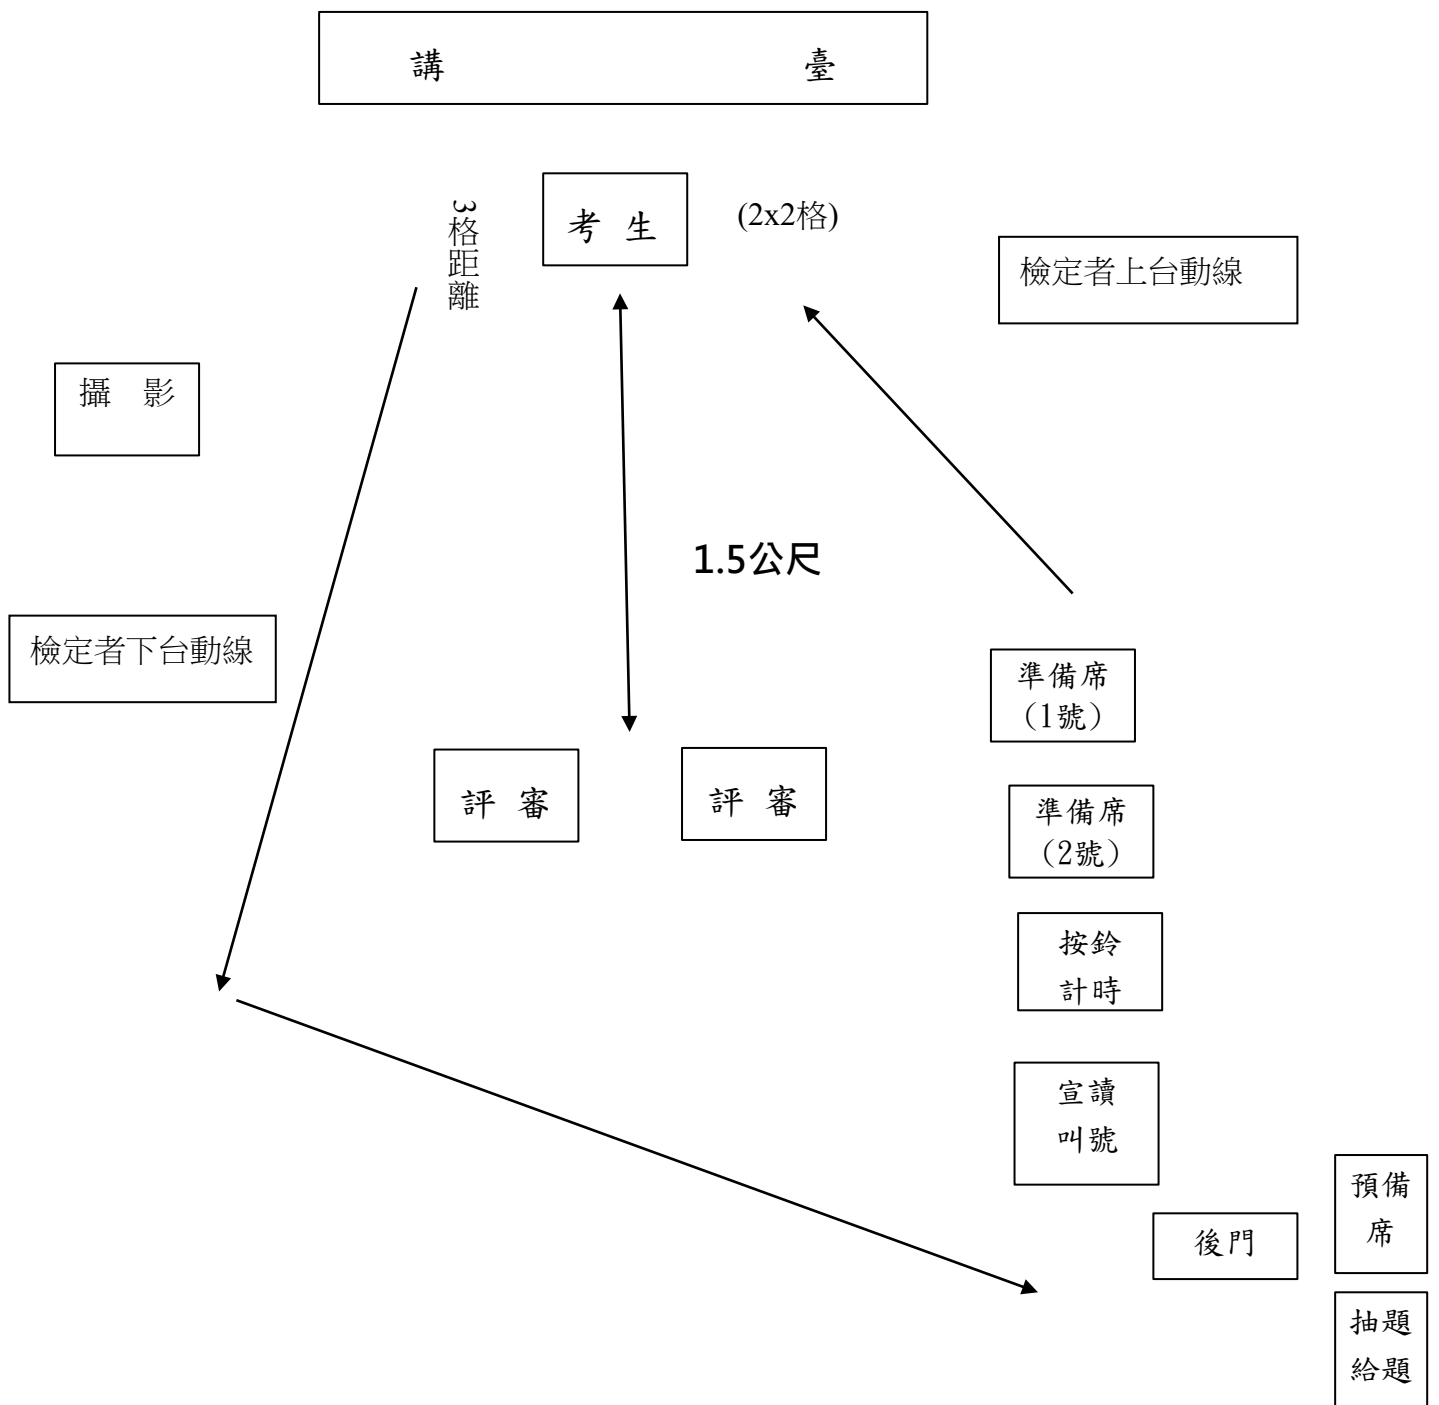 講 臺
3格距離
考 生
(2x2格)
檢定者上台動線
攝 影
1.5公尺
檢定者下台動線
準備席
(1號)
評 審
評 審
準備席
(2號)
按鈴
計時
宣讀
叫號
預備
席
後門
抽題
給題